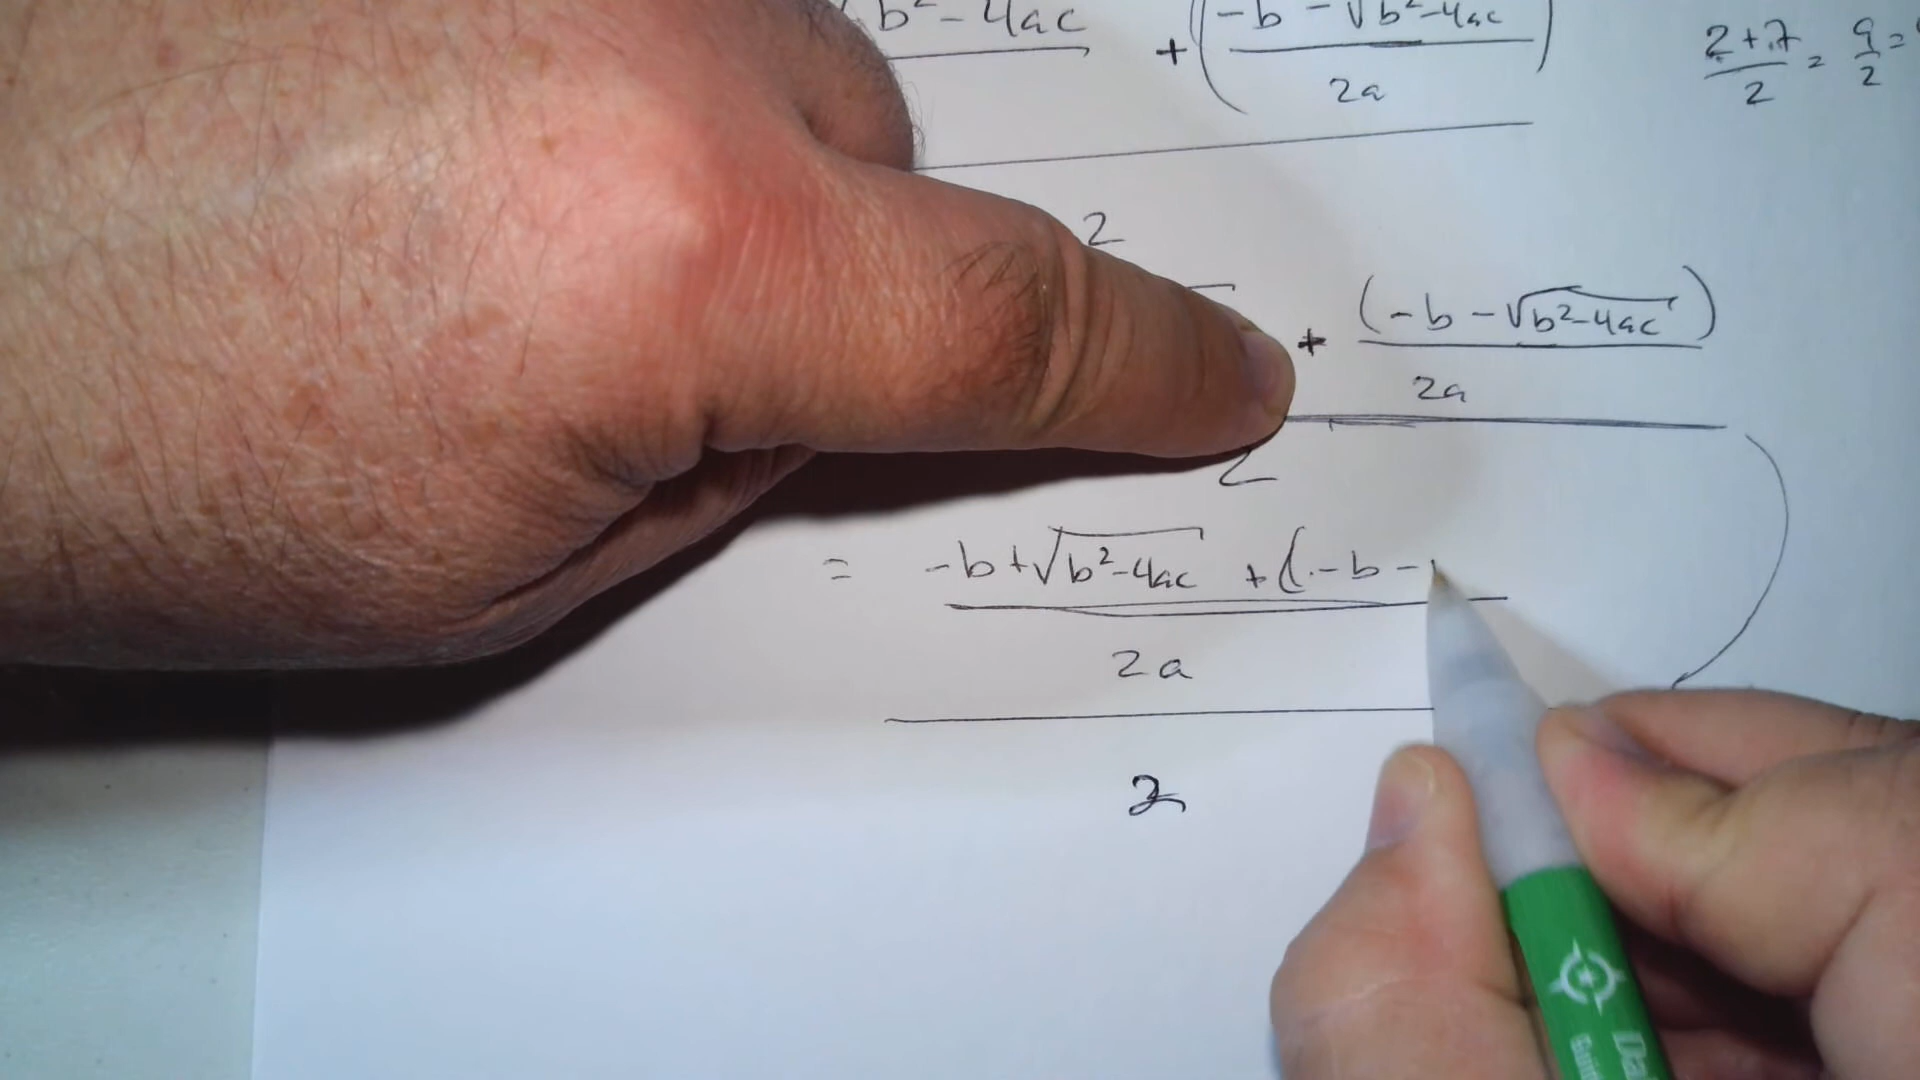 b²-4ac + (-b - √b²-4ac
2a
2+7 = 9 =
2 2
2
+ (-b - √b²-4ac)
2a
2
= -b+√b²-4ac + (-b -
2a
2